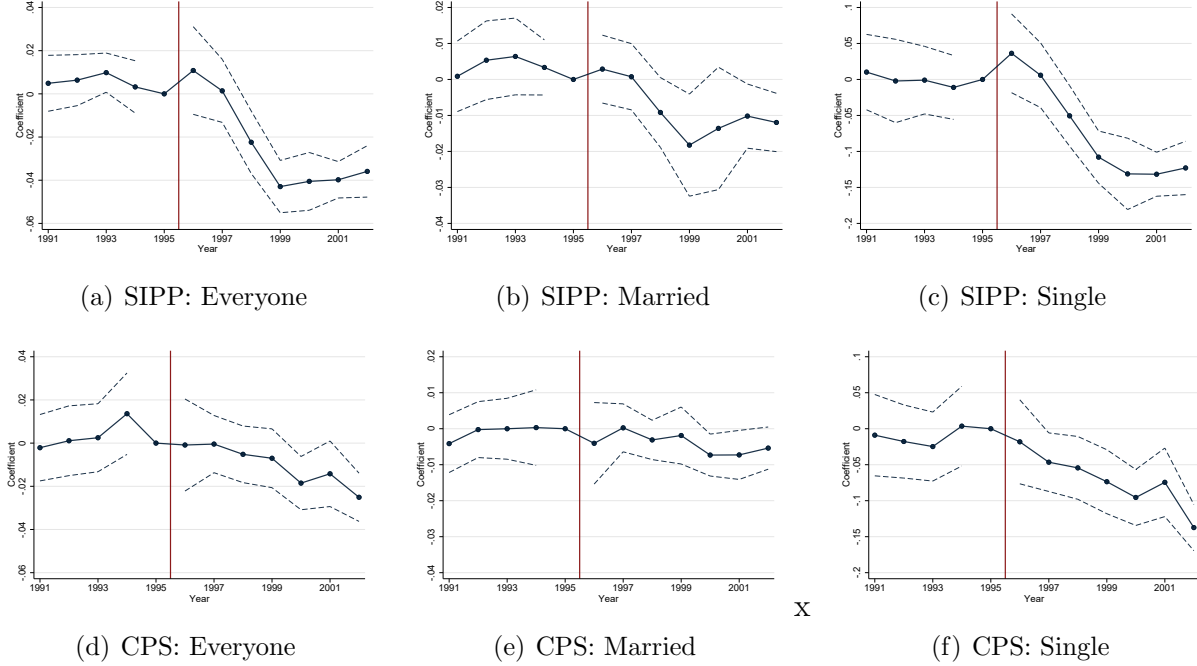 .04
.02
0
-.02
-.04
-.06
Coefficient
1991 1993 1995 1997 1999 2001
Year
(a) SIPP: Everyone
.02
.01
0
-.01
-.02
-.03
-.04
Coefficient
1991 1993 1995 1997 1999 2001
Year
(b) SIPP: Married
.1
.05
0
-.05
-.1
-.15
-.2
Coefficient
1991 1993 1995 1997 1999 2001
Year
(c) SIPP: Single
.04
.02
0
-.02
-.04
-.06
Coefficient
1991 1993 1995 1997 1999 2001
Year
(d) CPS: Everyone
.02
.01
0
-.01
-.02
-.03
-.04
Coefficient
1991 1993 1995 1997 1999 2001
Year
x
(e) CPS: Married
.1
.05
0
-.05
-.1
-.15
-.2
Coefficient
1991 1993 1995 1997 1999 2001
Year
(f) CPS: Single